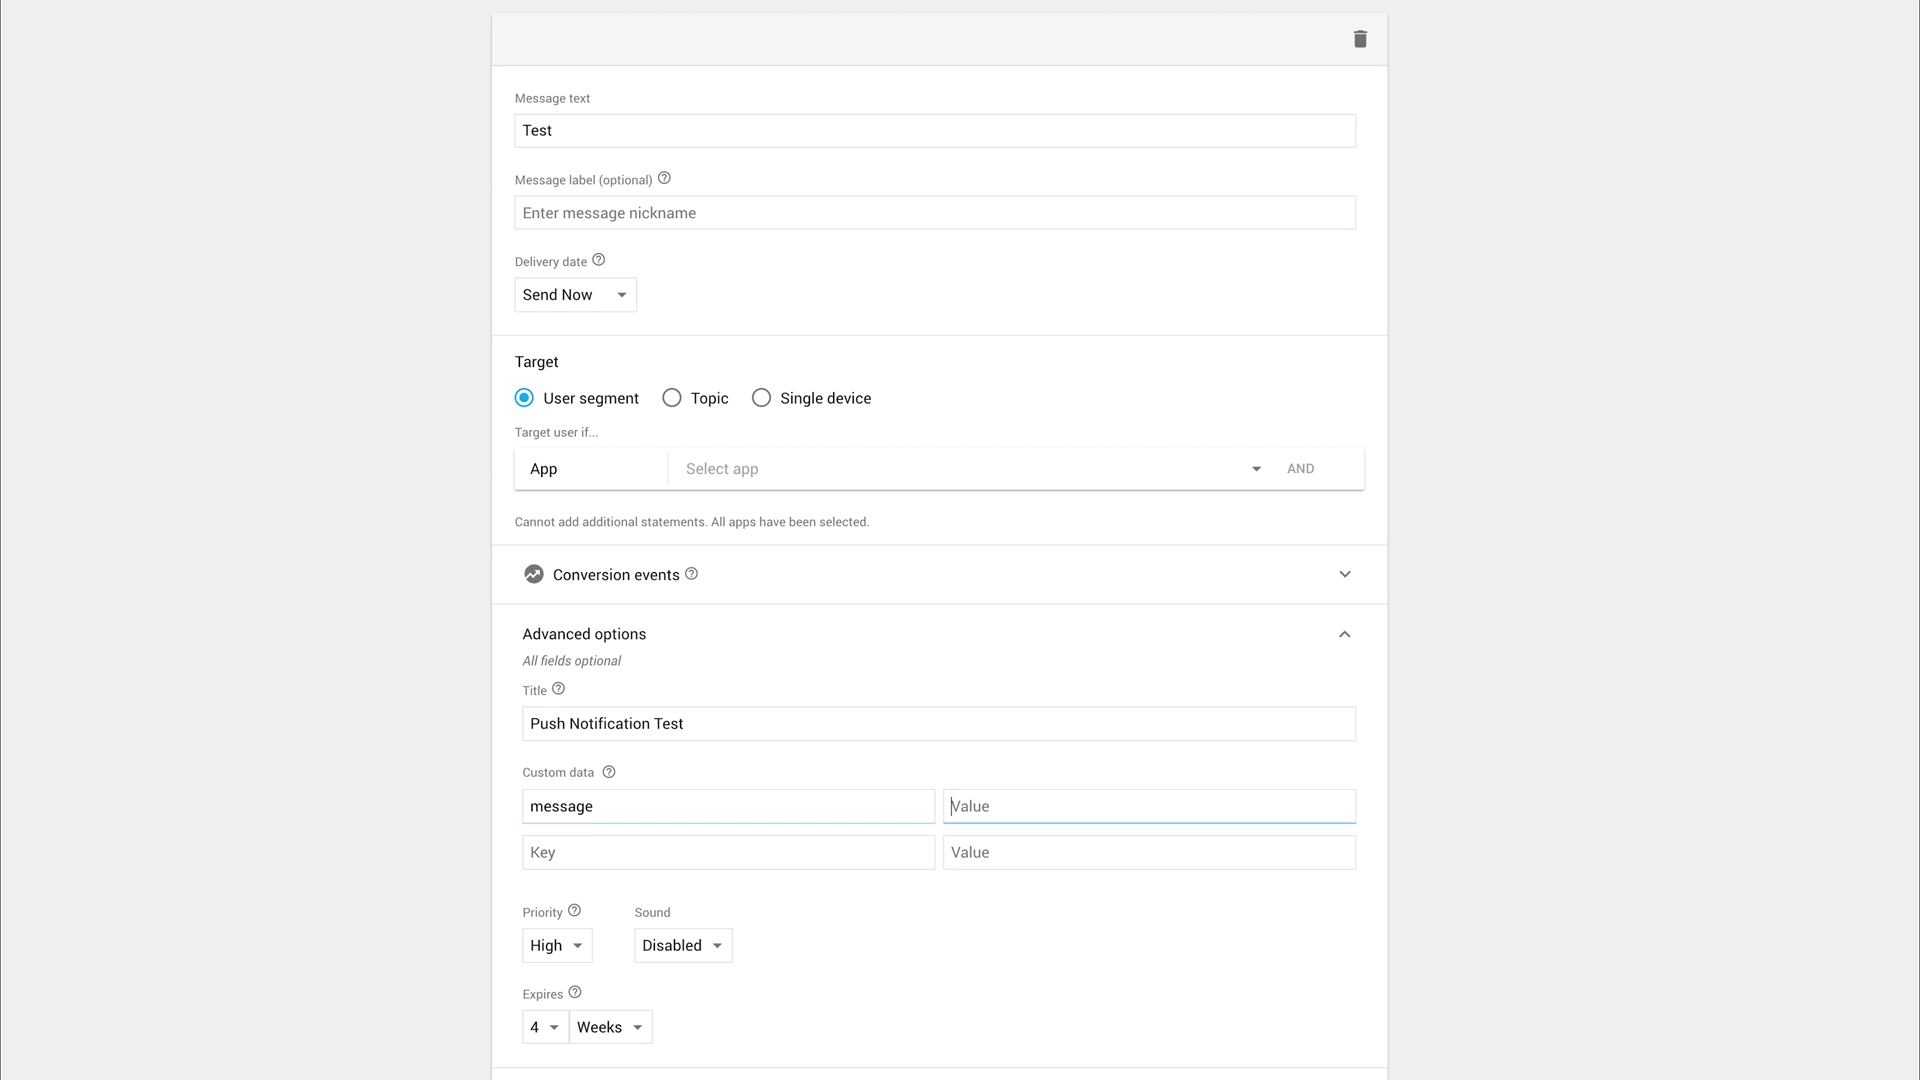 Message text
Test
Message label (optional)
Enter message nickname
Delivery date
Send Now
Target
User segment Topic Single device
Target user if...
App Select app AND
Cannot add additional statements. All apps have been selected.
Conversion events
Advanced options
All fields optional
Title
Push Notification Test
Custom data
message Value
Key Value
Priority Sound
High Disabled
Expires
4 Weeks